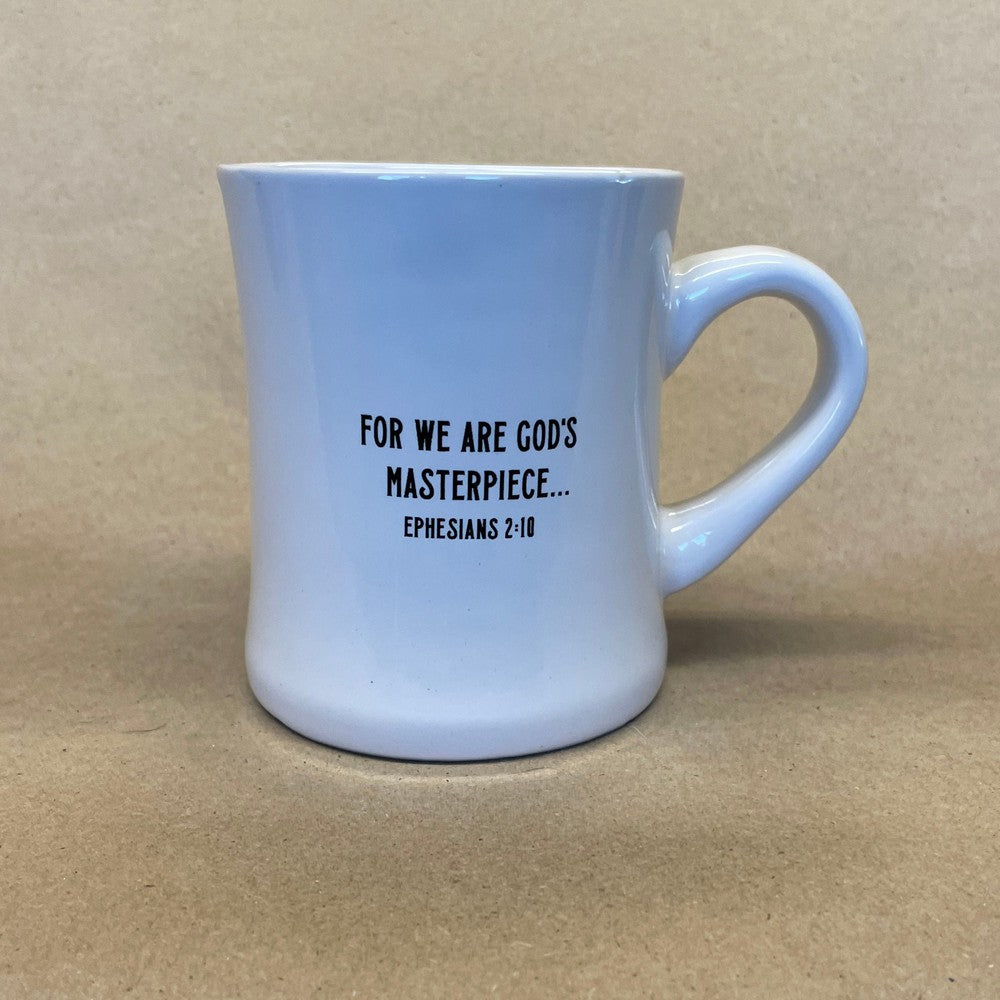 FOR WE ARE GOD'S
MASTERPIECE...
EPHESIANS 2:10